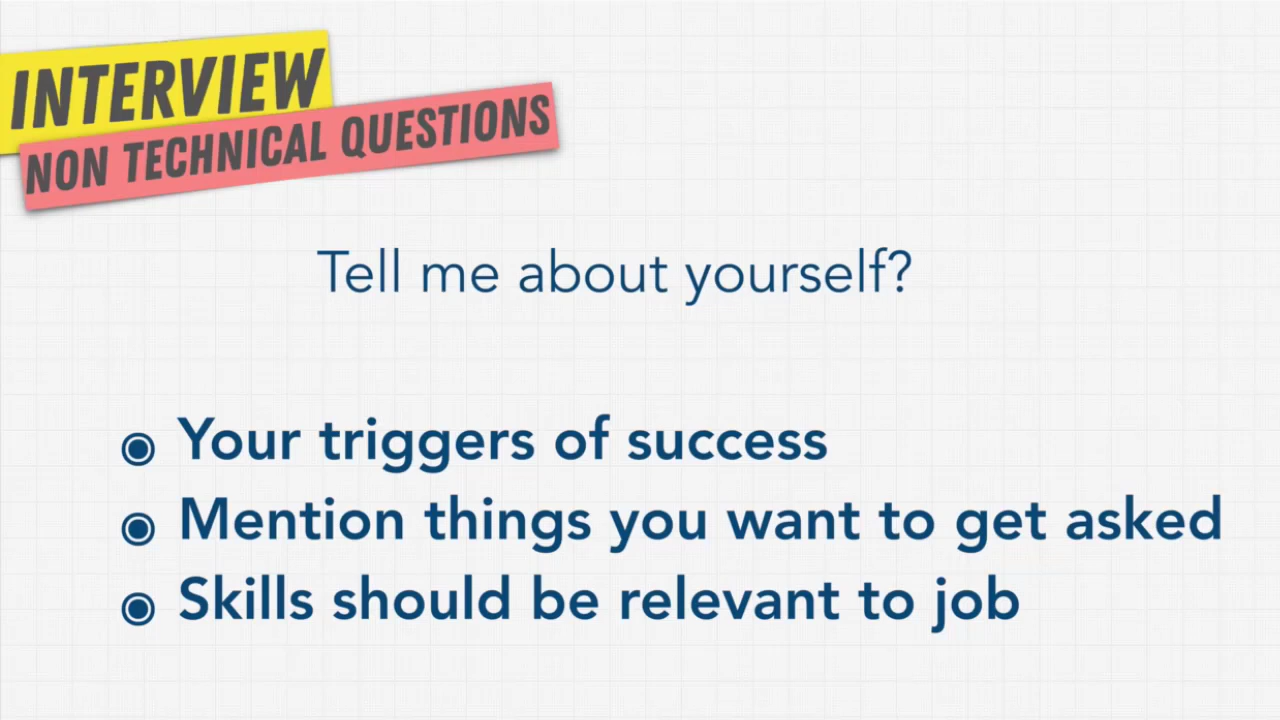 INTERVIEW
NON TECHNICAL QUESTIONS
Tell me about yourself?
Your triggers of success
Mention things you want to get asked
Skills should be relevant to job